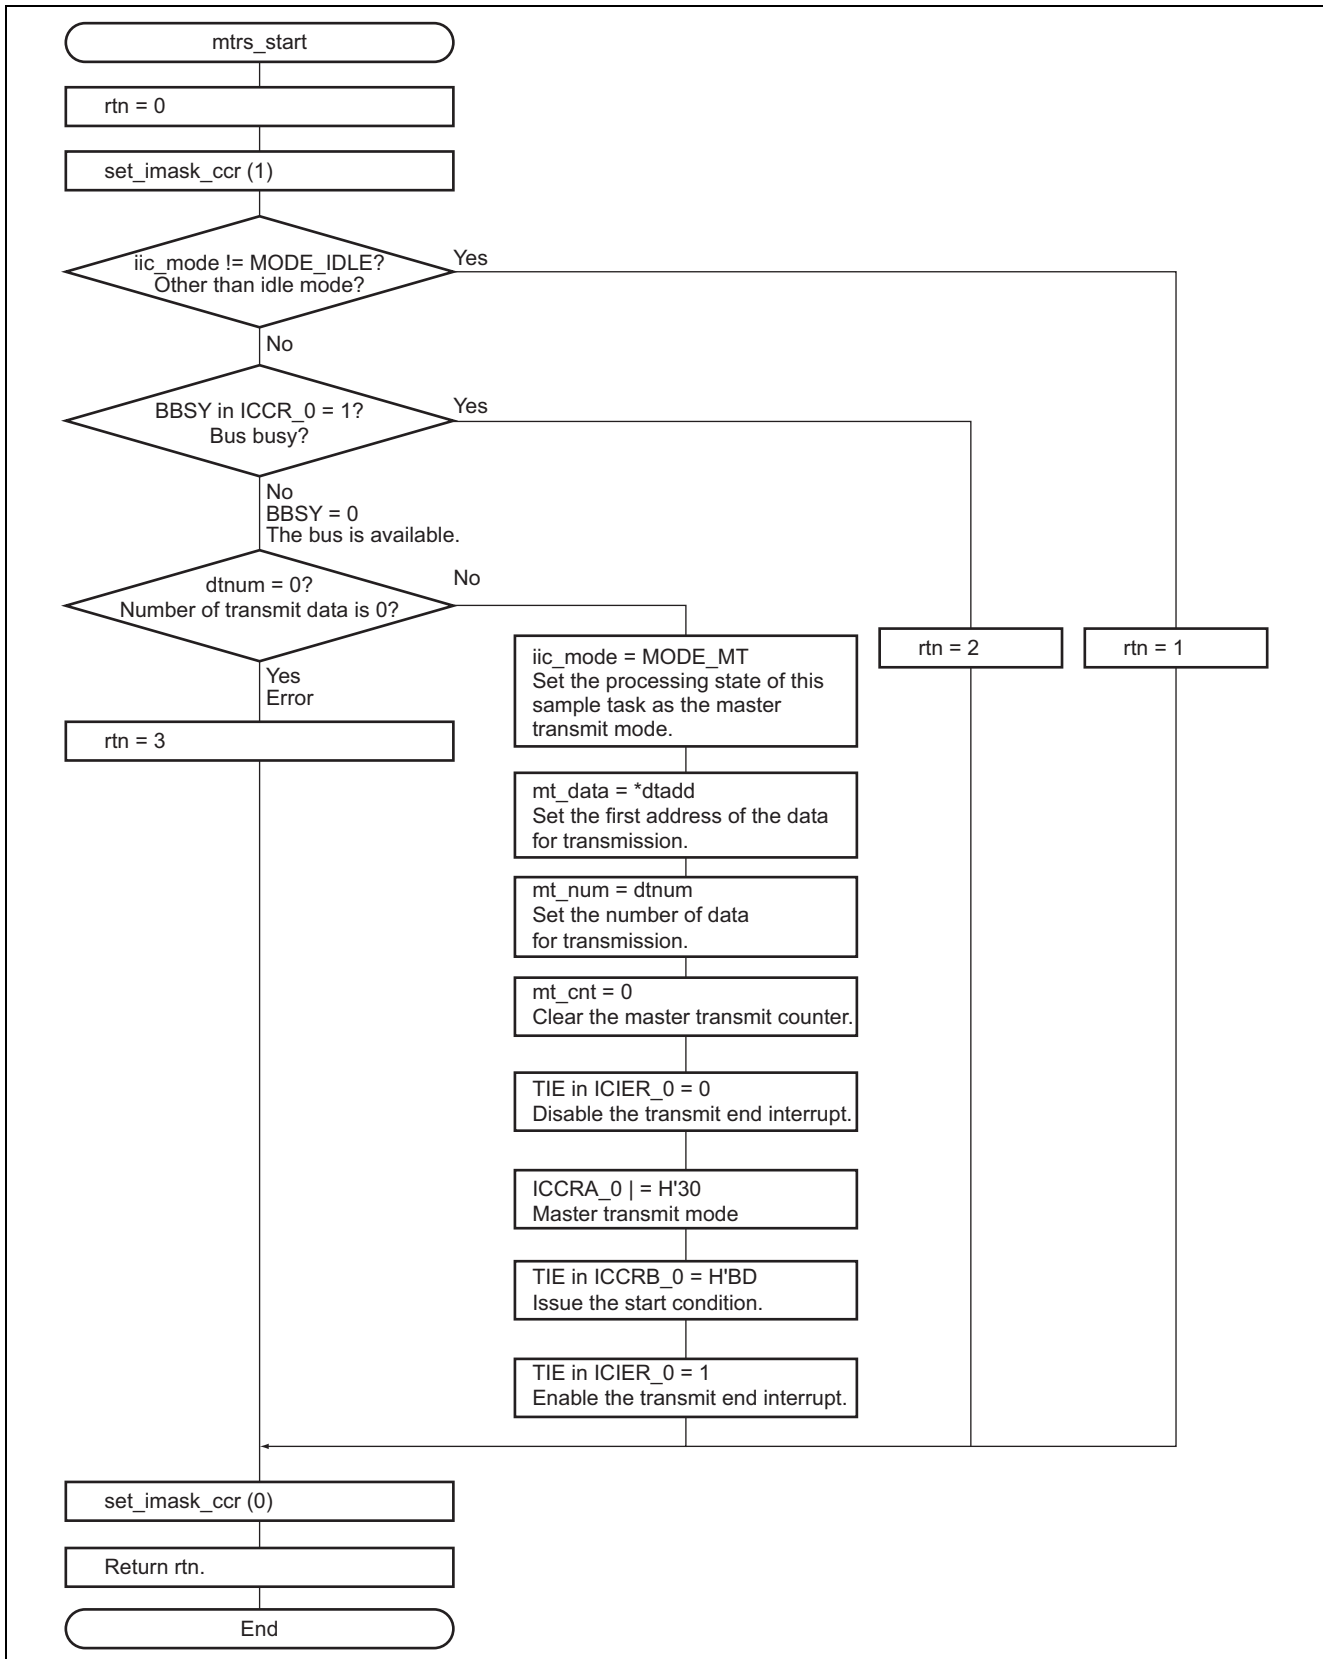 mtrs_start
rtn = 0
set_imask_ccr (1)
iic_mode != MODE_IDLE?
Other than idle mode?
Yes
No
BBSY in ICCR_0 = 1?
Bus busy?
Yes
No
BBSY = 0
The bus is available.
dtnum = 0?
Number of transmit data is 0?
No
Yes
Error
rtn = 3
iic_mode = MODE_MT
Set the processing state of this
sample task as the master
transmit mode.
rtn = 2
rtn = 1
mt_data = *dtadd
Set the first address of the data
for transmission.
mt_num = dtnum
Set the number of data
for transmission.
mt_cnt = 0
Clear the master transmit counter.
TIE in ICIER_0 = 0
Disable the transmit end interrupt.
ICCRA_0 | = H'30
Master transmit mode
TIE in ICCRB_0 = H'BD
Issue the start condition.
TIE in ICIER_0 = 1
Enable the transmit end interrupt.
set_imask_ccr (0)
Return rtn.
End